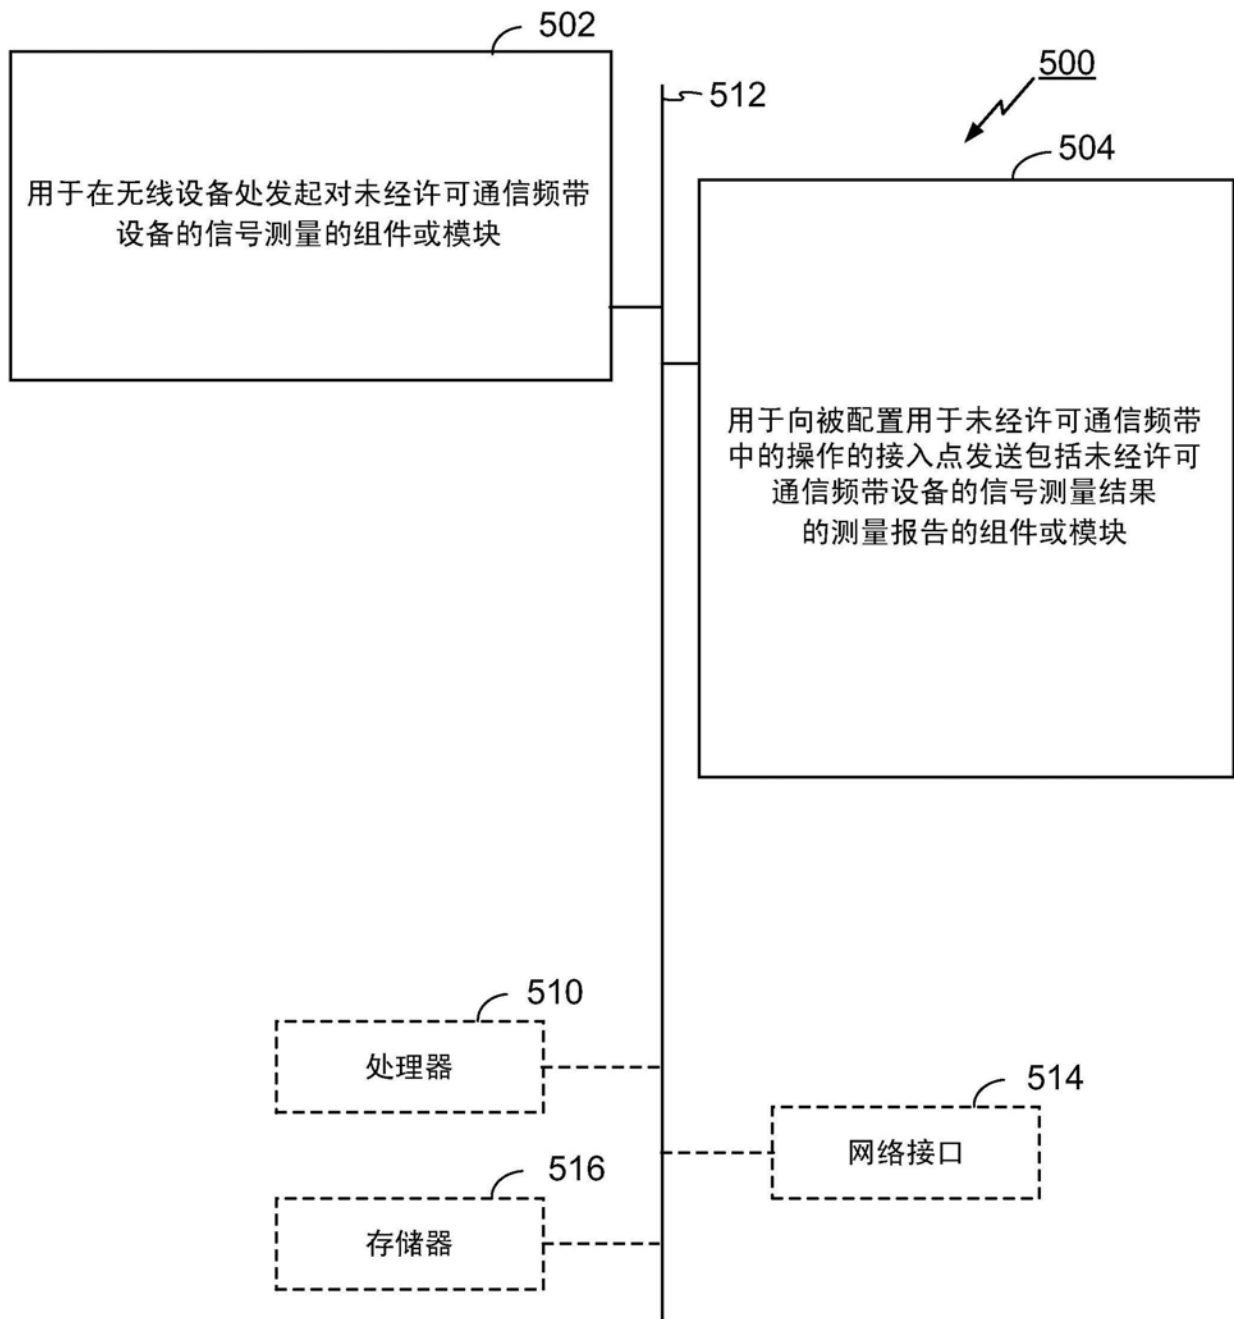 502
512
500
504
用于在无线设备处发起对未经许可通信频带
设备的信号测量的组件或模块
用于向被配置用于未经许可通信频带
中的操作的接入点发送包括未经许可
通信频带设备的信号测量结果
的测量报告的组件或模块
510
处理器
514
网络接口
516
存储器